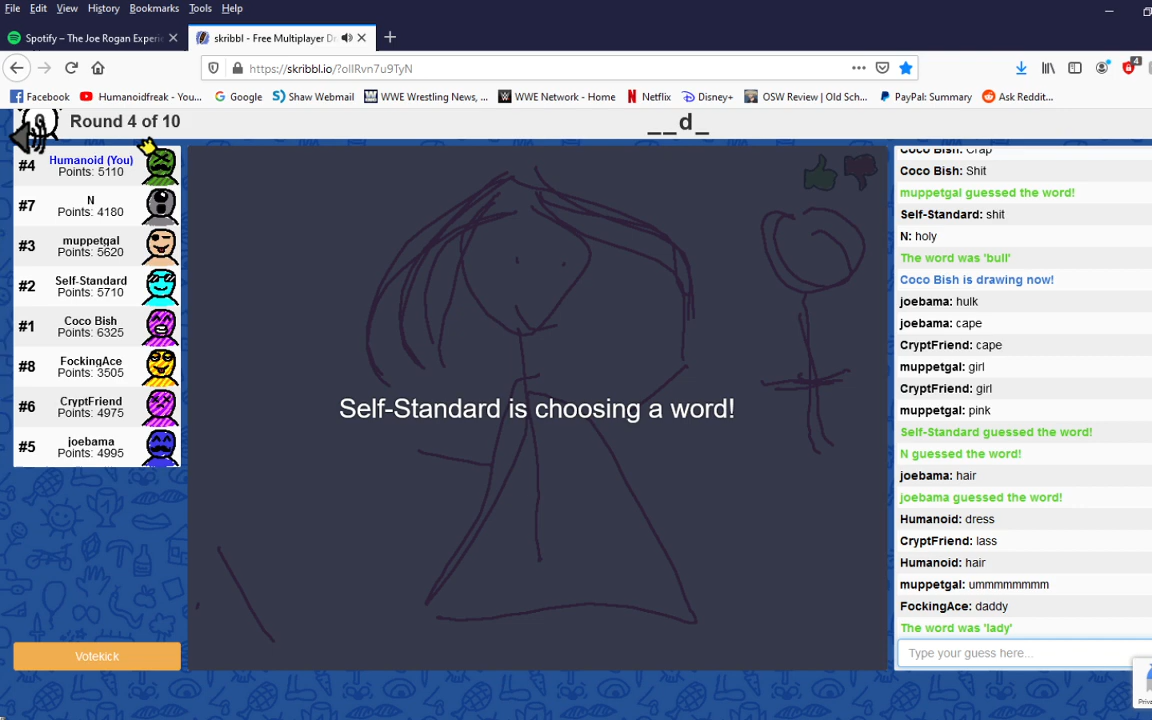 File Edit View History Bookmarks Tools Help
Spotify – The Joe Rogan Experi
skribbl - Free Multiplayer Dr
https://skribbl.io/?olIRvn7u9TyN
4
Facebook Humanoidfreak - You... Google Shaw Webmail WWE Wrestling News, ... WWE Network - Home Netflix Disney+ OSW Review | Old Sch... PayPal: Summary Ask Reddit...
Round 4 of 10
__d_
#4 Humanoid (You)
Points: 5110
#7 N
Points: 4180
#3 muppetgal
Points: 5620
#2 Self-Standard
Points: 5710
#1 Coco Bish
Points: 6325
#8 FockingAce
Points: 3505
#6 CryptFriend
Points: 4975
#5 joebama
Points: 4995
Votekick
Self-Standard is choosing a word!
Coco Bish: Crap
Coco Bish: Shit
muppetgal guessed the word!
Self-Standard: shit
N: holy
The word was 'bull'
Coco Bish is drawing now!
joebama: hulk
joebama: cape
CryptFriend: cape
muppetgal: girl
CryptFriend: girl
muppetgal: pink
Self-Standard guessed the word!
N guessed the word!
joebama: hair
joebama guessed the word!
Humanoid: dress
CryptFriend: lass
Humanoid: hair
muppetgal: ummmmmmmm
FockingAce: daddy
The word was 'lady'
Type your guess here...